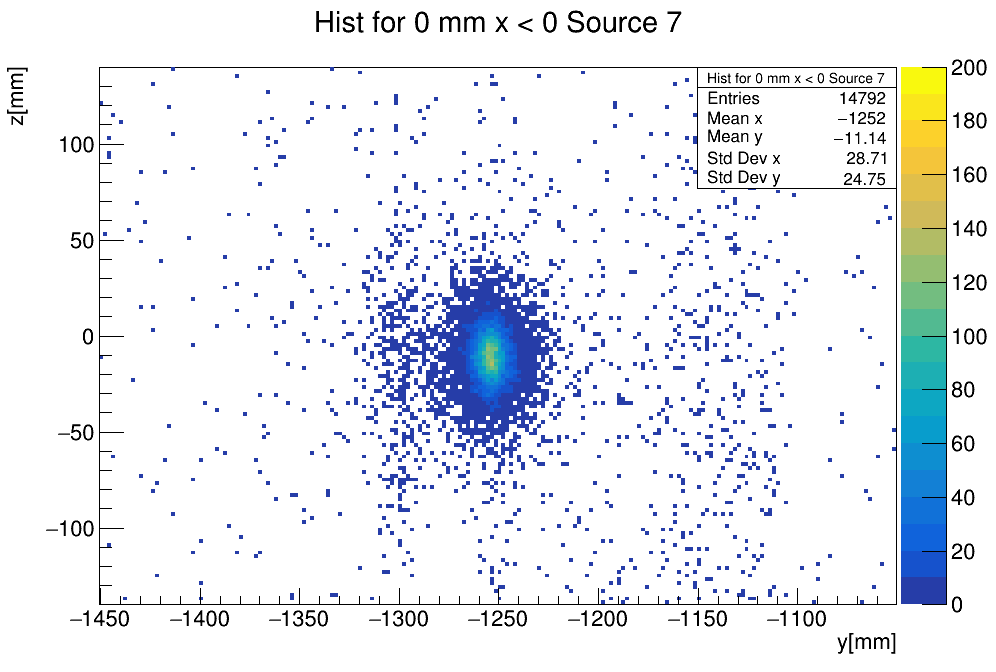 Hist for 0 mm x < 0 Source 7
z[mm]
Hist for 0 mm x < 0 Source 7
Entries 14792
Mean x −1252
Mean y −11.14
Std Dev x 28.71
Std Dev y 24.75
100
50
0
−50
−100
−1450 −1400 −1350 −1300 −1250 −1200 −1150 −1100
y[mm]
200
180
160
140
120
100
80
60
40
20
0